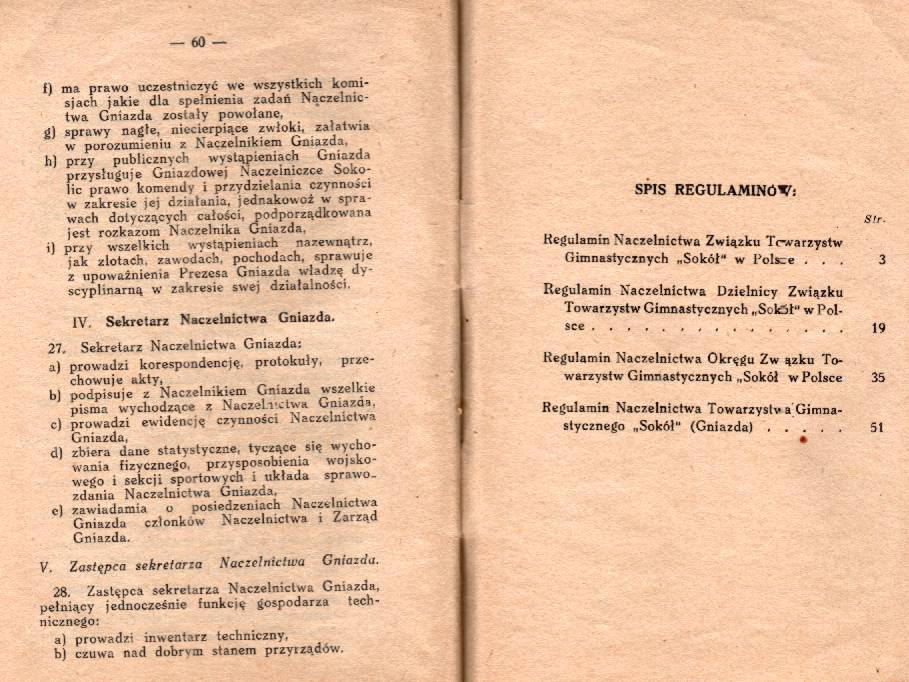 — 60 —
f) ma prawo uczestniczyć we wszystkich komi-
sjach jakie dla spełnienia zadań Naczelnic-
twa Gniazda zostały powołane,
g) sprawy nagłe, niecierpiące zwłoki, załatwia
w porozumieniu z Naczelnikiem Gniazda,
h) przy publicznych wystąpieniach Gniazda
przysługuje Gniazdowej Naczelniczce Soko-
lic prawo komendy i przydzielania czynności
w zakresie jej działania, jednakowoż w spra-
wach dotyczących całości, podporządkowana
jest rozkazom Naczelnika Gniazda,
i) przy wszelkich wystąpieniach nazewnątrz,
jak zlotach, zawodach, pochodach, sprawuje
z upoważnienia Prezesa Gniazda władzę dy-
scyplinarną w zakresie swej działalności.
IV. Sekretarz Naczelnictwa Gniazda.
27. Sekretarz Naczelnictwa Gniazda:
a) prowadzi korespondencję, protokuły, prze-
chowuje akty,
b) podpisuje z Naczelnikiem Gniazda wszelkie
pisma wychodzące z Naczelnictwa Gniazda,
c) prowadzi ewidencję czynności Naczelnictwa
Gniazda,
d) zbiera dane statystyczne, tyczące się wycho-
wania fizycznego, przysposobienia wojsko-
wego i sekcji sportowych i układa sprawo-
zdania Naczelnictwa Gniazda,
e) zawiadamia o posiedzeniach Naczelnictwa
Gniazda członków Naczelnictwa i Zarząd
Gniazda.
V. Zastępca sekretarza Naczelnictwa Gniazda.
28. Zastępca sekretarza Naczelnictwa Gniazda,
pełniący jednocześnie funkcję gospodarza tech-
nicznego:
a) prowadzi inwentarz techniczny,
b) czuwa nad dobrym stanem przyrządów.
SPIS REGULAMINÓW:
Str.
Regulamin Naczelnictwa Związku Towarzystw
Gimnastycznych „Sokół" w Polsce . . . 3
Regulamin Naczelnictwa Dzielnicy Związku
Towarzystw Gimnastycznych „Sokół" w Pol-
sce . . . . . . . . . . . . . . . 19
Regulamin Naczelnictwa Okręgu Zw ązku To-
warzystw Gimnastycznych „Sokół w Polsce 35
Regulamin Naczelnictwa Towarzystwa Gimna-
stycznego „Sokół" (Gniazda) . . . . . 51